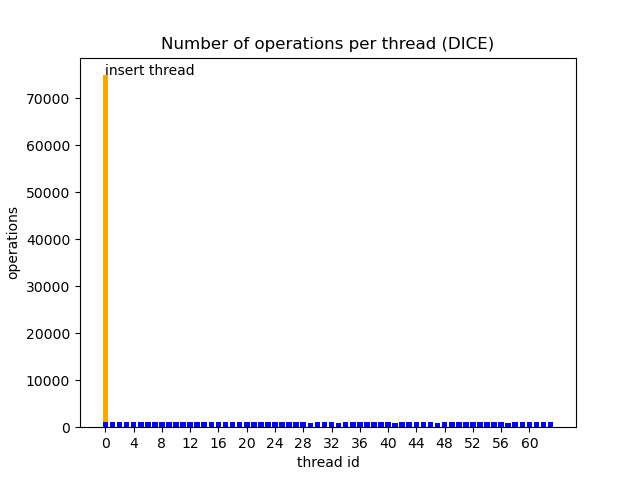 Number of operations per thread (DICE)
insert thread
70000
60000
50000
40000
30000
20000
10000
0
operations
0 4 8 12 16 20 24 28 32 36 40 44 48 52 56 60
thread id